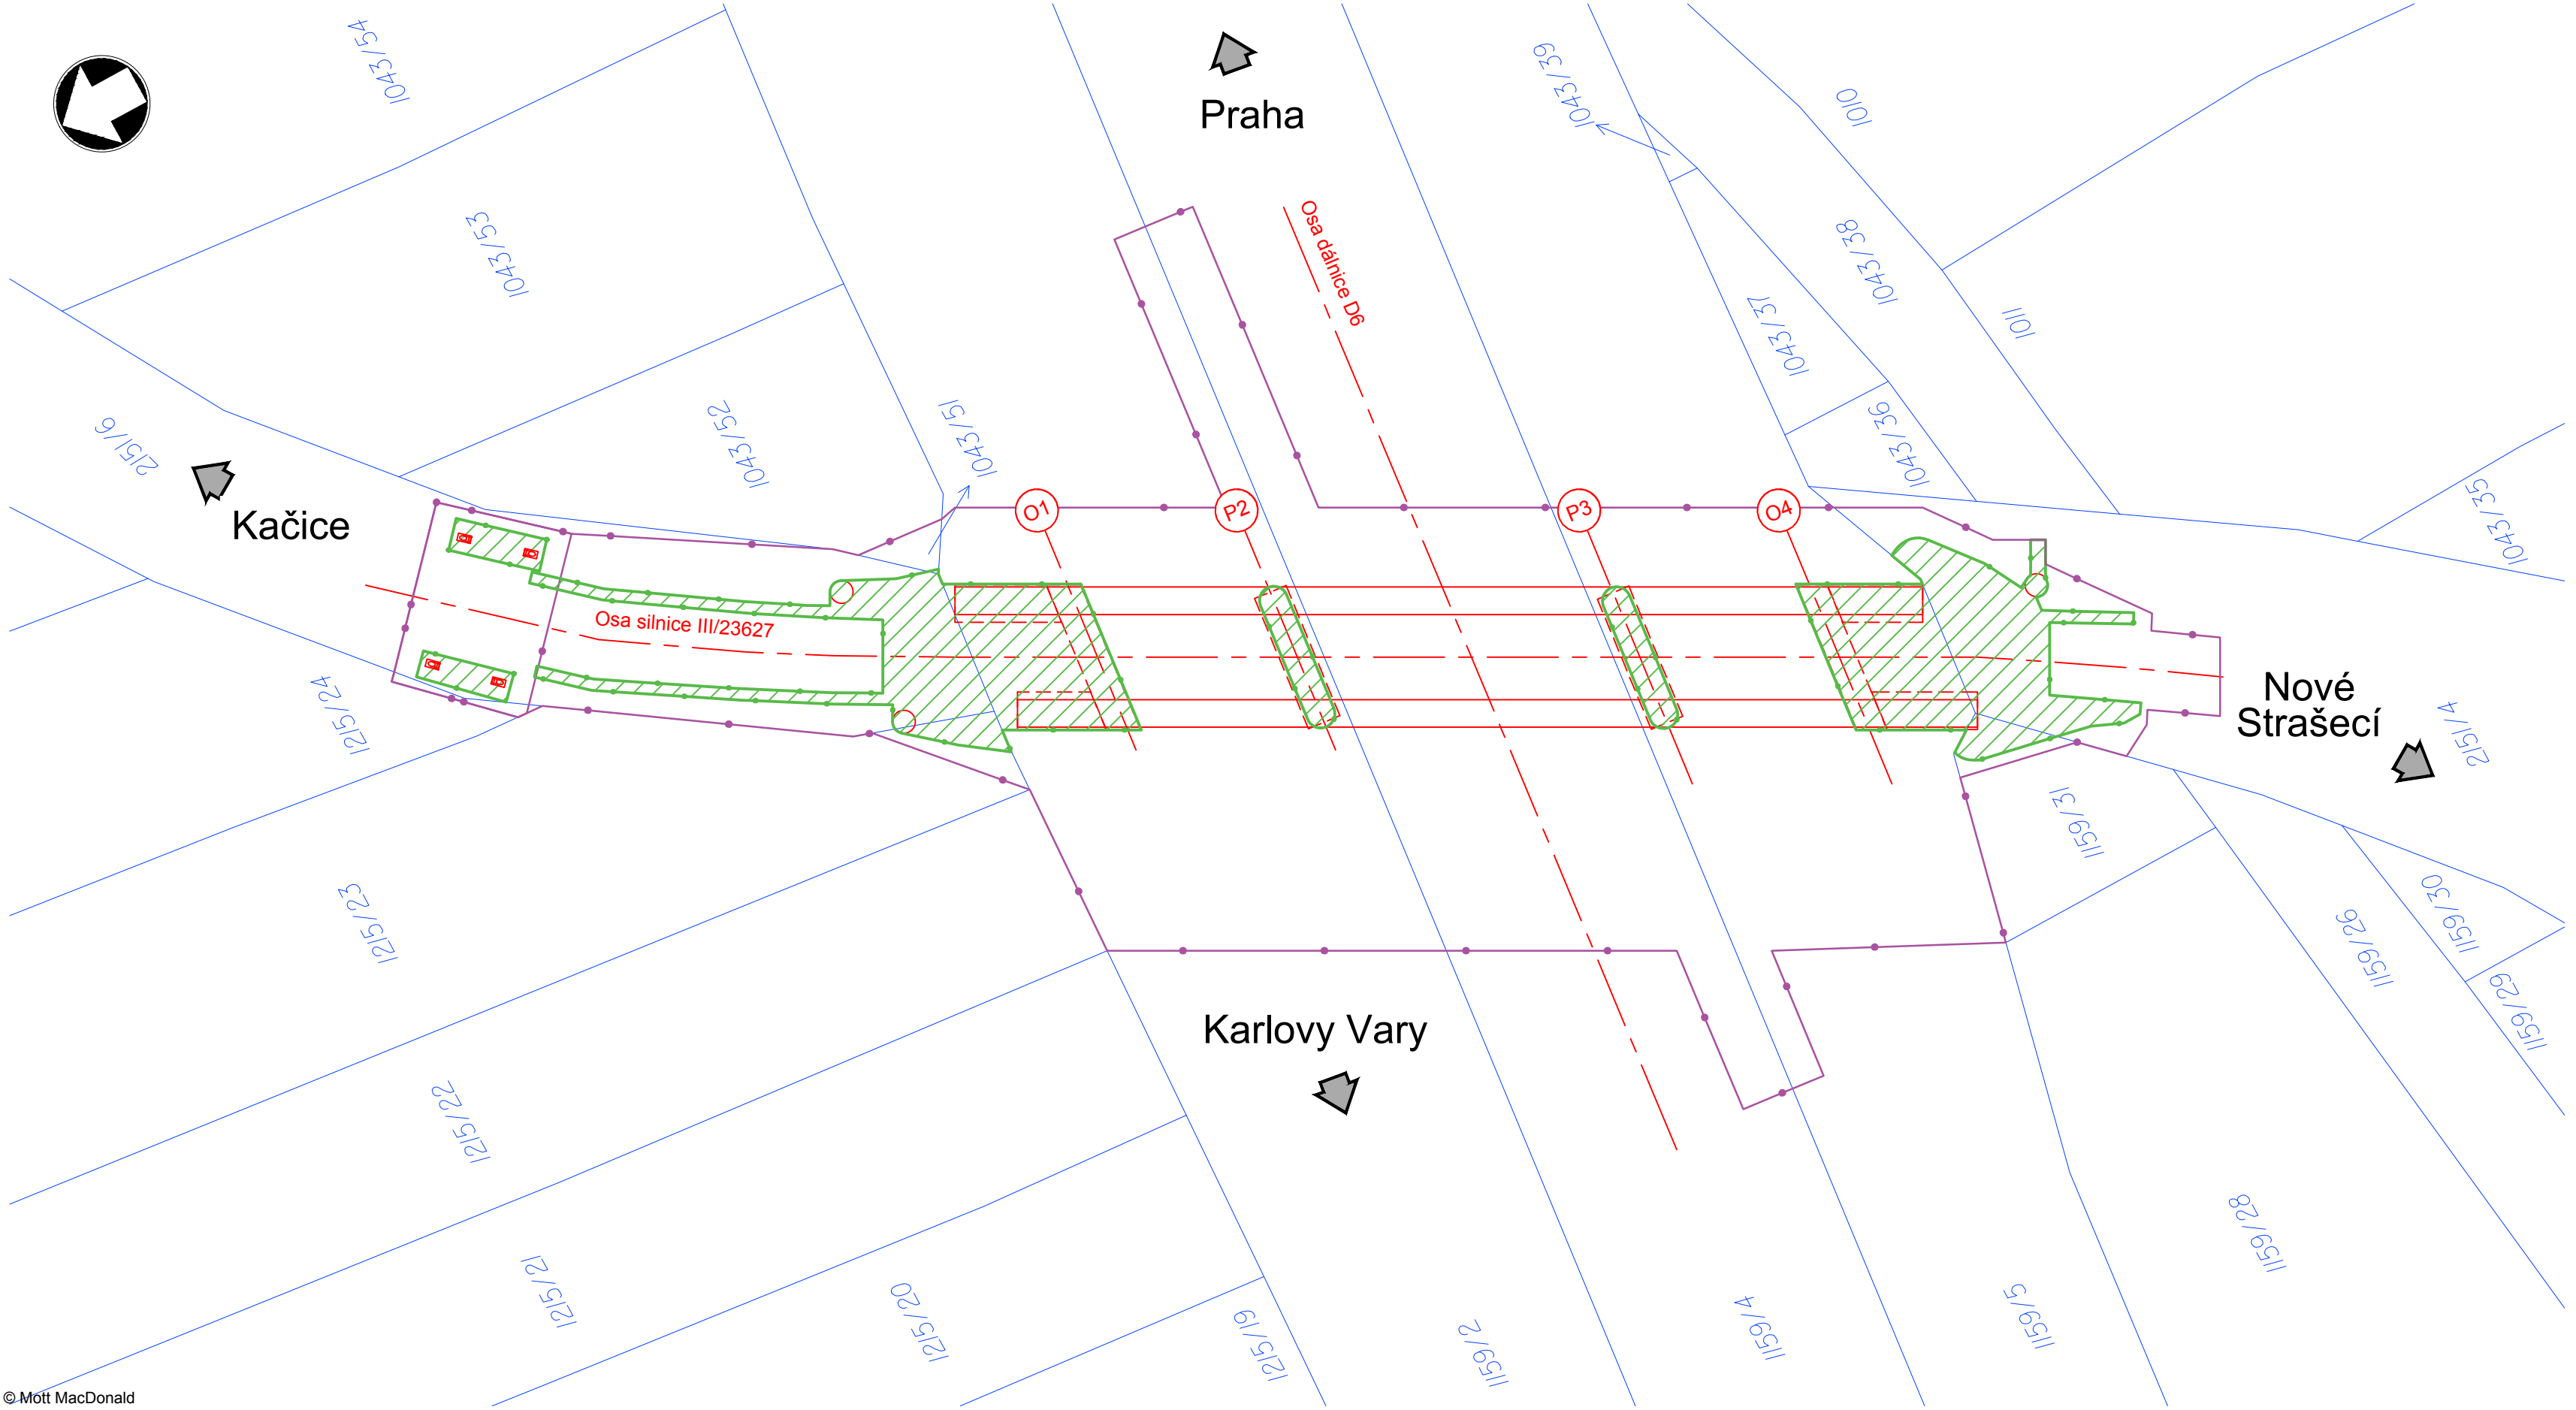 1043/54
Praha
1043/39
1010
1043/53
Osa dálnice D6
1043/38
1043/37
1011
2151/6
1043/52
1043/51
1043/36
1043/35
Kačice
O1
P2
P3
O4
Osa silnice III/23627
1215/24
Nové
Strašecí
2151/4
1159/31
1215/23
1159/30
1159/26
1159/29
Karlovy Vary
1215/22
1159/28
1215/21
1215/20
1215/19
1159/2
1159/4
1159/5
© Mott MacDonald